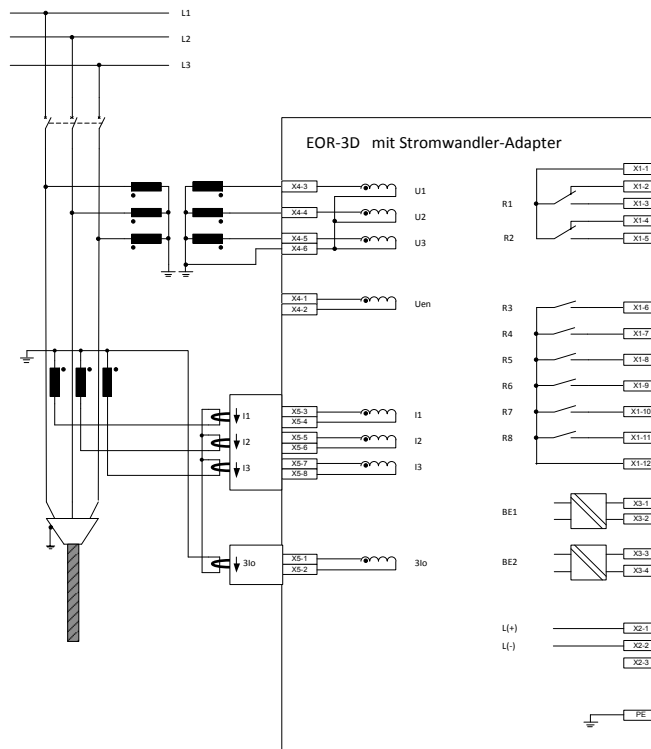 L1
L2
L3
EOR-3D mit Stromwandler-Adapter
X4-3
U1
X4-4
U2
X4-5
U3
X4-6
X4-1
Uen
X4-2
I1
X5-3
I1
X5-4
I2
X5-5
I2
X5-6
I3
X5-7
I3
X5-8
3Io
X5-1
3Io
X5-2
X1-1
X1-2
R1
X1-3
X1-4
R2
X1-5
R3
X1-6
R4
X1-7
R5
X1-8
R6
X1-9
R7
X1-10
R8
X1-11
X1-12
BE1
X3-1
X3-2
BE2
X3-3
X3-4
L(+)
X2-1
L(-)
X2-2
X2-3
PE